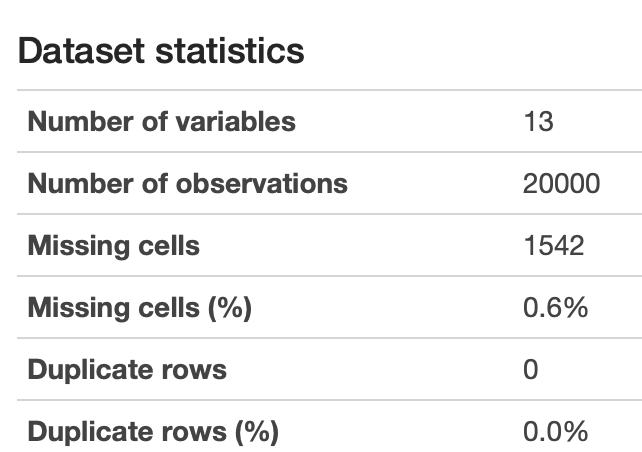 Dataset statistics
Number of variables 13
Number of observations 20000
Missing cells 1542
Missing cells (%) 0.6%
Duplicate rows 0
Duplicate rows (%) 0.0%